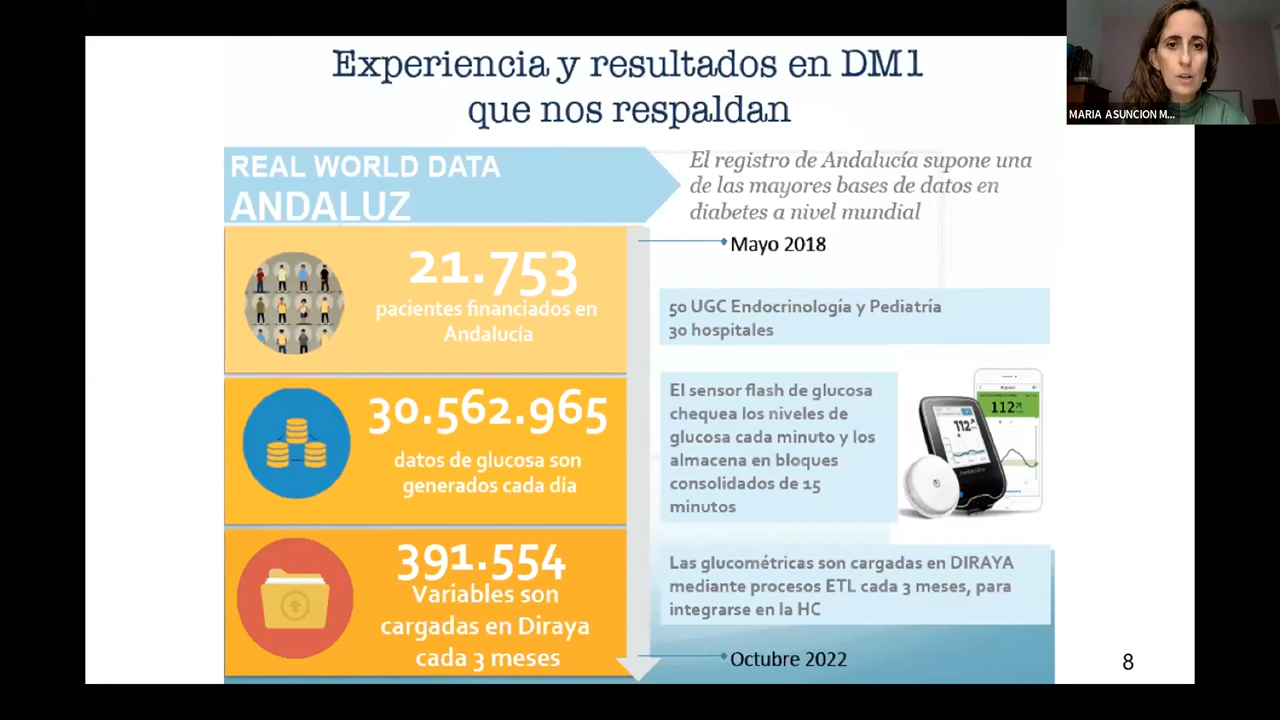 Experiencia y resultados en DM1
que nos respaldan
MARIA ASUNCION M...
REAL WORLD DATA
ANDALUZ
El registro de Andalucía supone una
de las mayores bases de datos en
diabetes a nivel mundial
Mayo 2018
21.753
pacientes financiados en
Andalucía
50 UGC Endocrinología y Pediatría
30 hospitales
30.562.965
datos de glucosa son
generados cada día
El sensor flash de glucosa
chequea los niveles de
glucosa cada minuto y los
almacena en bloques
consolidados de 15
minutos
112
112
391.554
Variables son
cargadas en Diraya
cada 3 meses
Las glucométricas son cargadas en DIRAYA
mediante procesos ETL cada 3 meses, para
integrarse en la HC
Octubre 2022
8